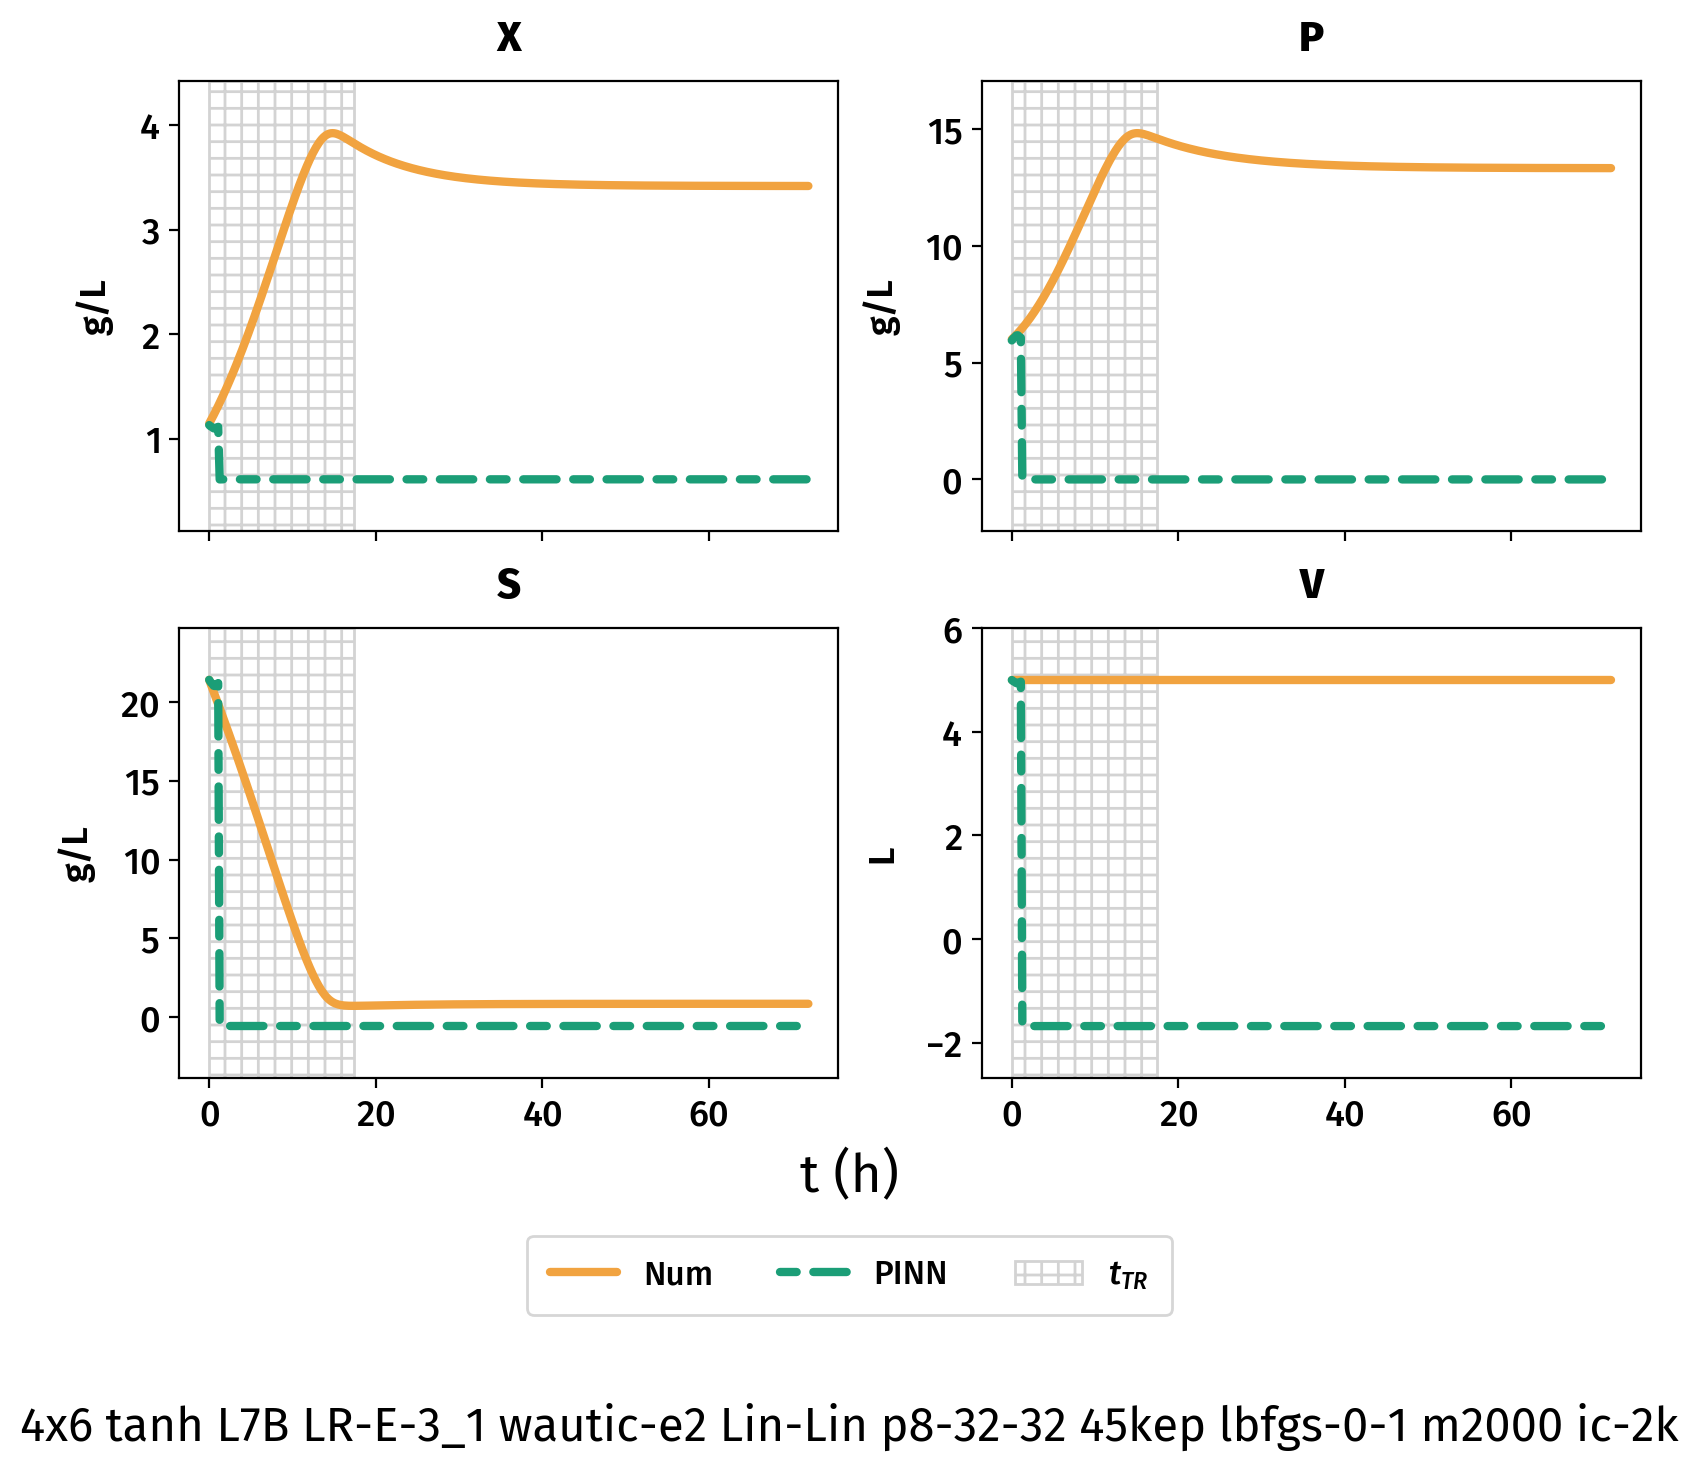 X
P
4
3
2
1
g/L
15
10
5
0
g/L
S
V
20
15
10
5
0
g/L
6
4
2
0
−2
L
0 20 40 60
0 20 40 60
t (h)
Num PINN tTR
4x6 tanh L7B LR-E-3_1 wautic-e2 Lin-Lin p8-32-32 45kep lbfgs-0-1 m2000 ic-2k